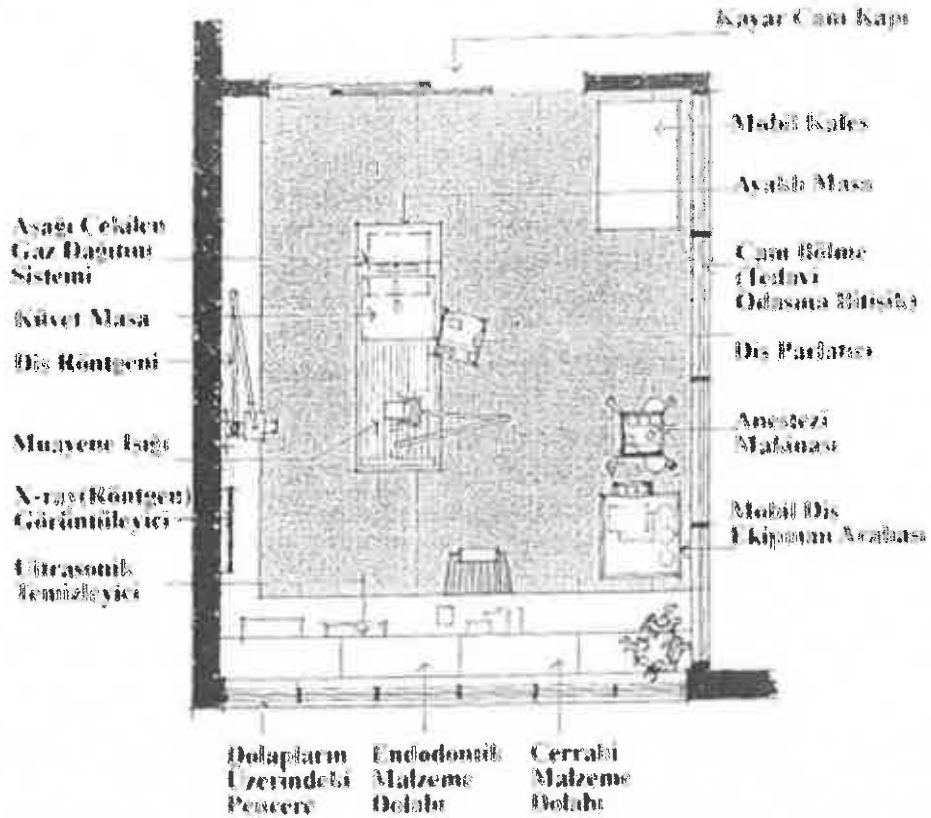 Kayar Cam Kapı
Mobil Kafes
Ayaklı Masa
Aşağı Çekilen
Gaz Dağıtım
Sistemi
Cam Bölme
(Tedavi
Odasına Bitişik)
Küvet Masa
Diş Röntgeni
Diş Parlatıcı
Muayene Işığı
Anestezi
Makinası
X-ray(Röntgen)
Görüntüleyici
Mobil Diş
Ekipman Arabası
Ultrasonik
Temizleyici
Dolapların
Üzerindeki
Pencere
Endodontik
Malzeme
Dolabı
Cerrahi
Malzeme
Dolabı